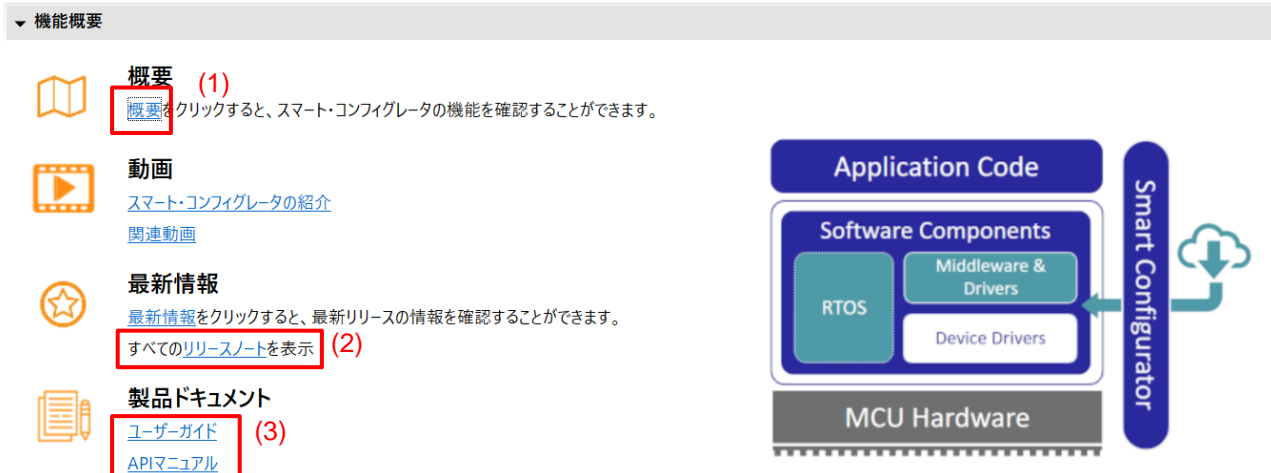 機能概要
概要
(1)
概要をクリックすると、スマート・コンフィグレータの機能を確認することができます。
動画
スマート・コンフィグレータの紹介
関連動画
最新情報
最新情報をクリックすると、最新リリースの情報を確認することができます。
すべてのリリースノートを表示
(2)
製品ドキュメント
ユーザーガイド
(3)
APIマニュアル
Application Code
Software Components
RTOS
Middleware &
Drivers
Device Drivers
MCU Hardware
Smart Configurator